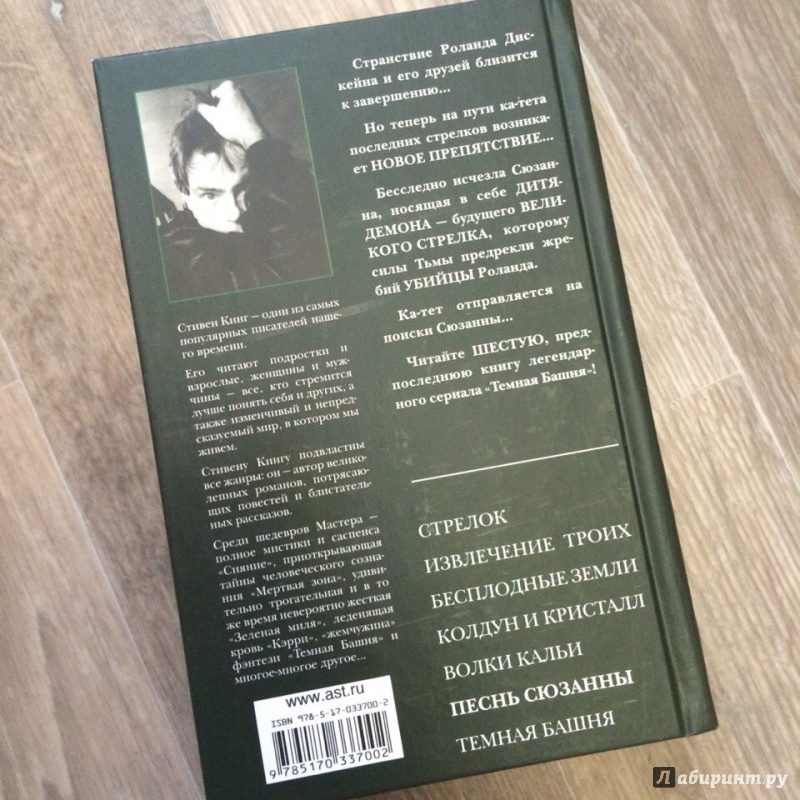 Странствие Роланда Дис-
кейна и его друзей близится
к завершению...
Но теперь на пути ка-тета
последних стрелков возника-
ет НОВОЕ ПРЕПЯТСТВИЕ...
Бесследно исчезла Сюзан-
на, носящая в себе ДИТЯ-
ДЕМОНА — будущего ВЕЛИ-
КОГО СТРЕЛКА, которому
силы Тьмы предрекли жре-
бий УБИЙЦЫ Роланда.
Ка-тет отправляется на
поиски Сюзанны...
Читайте ШЕСТУЮ, пред-
последнюю книгу легендар-
ного сериала «Темная Башня»!
Стивен Кинг — один из самых
популярных писателей наше-
го времени.
Его читают подростки и
взрослые, женщины и муж-
чины — все, кто стремится
лучше понять себя и других, а
также изменчивый и непред-
сказуемый мир, в котором мы
живем.
Стивену Кингу подвластны
все жанры: он — автор велико-
лепных романов, потрясаю-
щих повестей и блистатель-
ных рассказов.
Среди шедевров Мастера —
полное мистики и саспенса
«Сияние», приоткрывающая
тайны человеческого созна-
ния «Мертвая зона», удиви-
тельно трогательная и в то
же время невероятно жесткая
«Зеленая миля», леденящая
кровь «Кэрри», «жемчужина»
фэнтези «Темная Башня» и
многое-многое другое...
СТРЕЛОК
ИЗВЛЕЧЕНИЕ ТРОИХ
БЕСПЛОДНЫЕ ЗЕМЛИ
КОЛДУН И КРИСТАЛЛ
ВОЛКИ КАЛЬИ
ПЕСНЬ СЮЗАННЫ
ТЕМНАЯ БАШНЯ
www.ast.ru
ISBN 978-5-17-033700-2
9 785170 337002
Лабиринт.ру